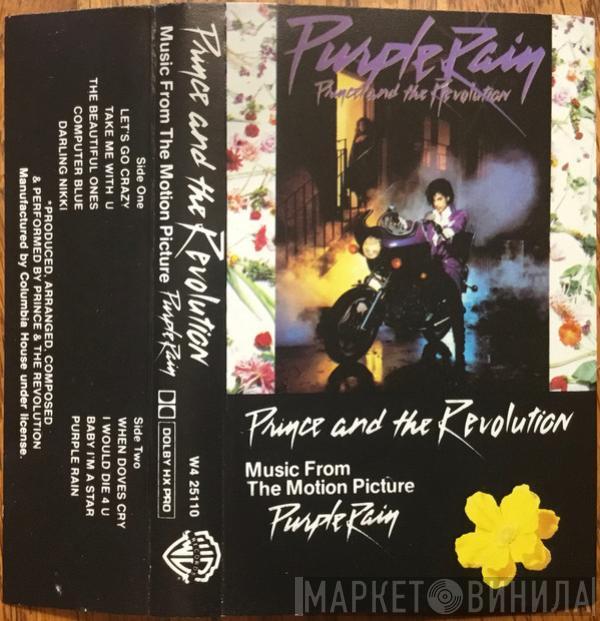 Side One
LET'S GO CRAZY
TAKE ME WITH U
THE BEAUTIFUL ONES
COMPUTER BLUE
DARLING NIKKI
Side Two
WHEN DOVES CRY
I WOULD DIE 4 U
BABY I'M A STAR
PURPLE RAIN
*PRODUCED, ARRANGED, COMPOSED
& PERFORMED BY PRINCE & THE REVOLUTION
Manufactured by Columbia House under license.
Prince and the Revolution
Music From The Motion Picture Purple Rain
DOLBY HX PRO
W4 25110
Purple Rain
Prince and the Revolution
Prince and the Revolution
Music From
The Motion Picture
Purple Rain
МАРКЕТ ВИНИЛА